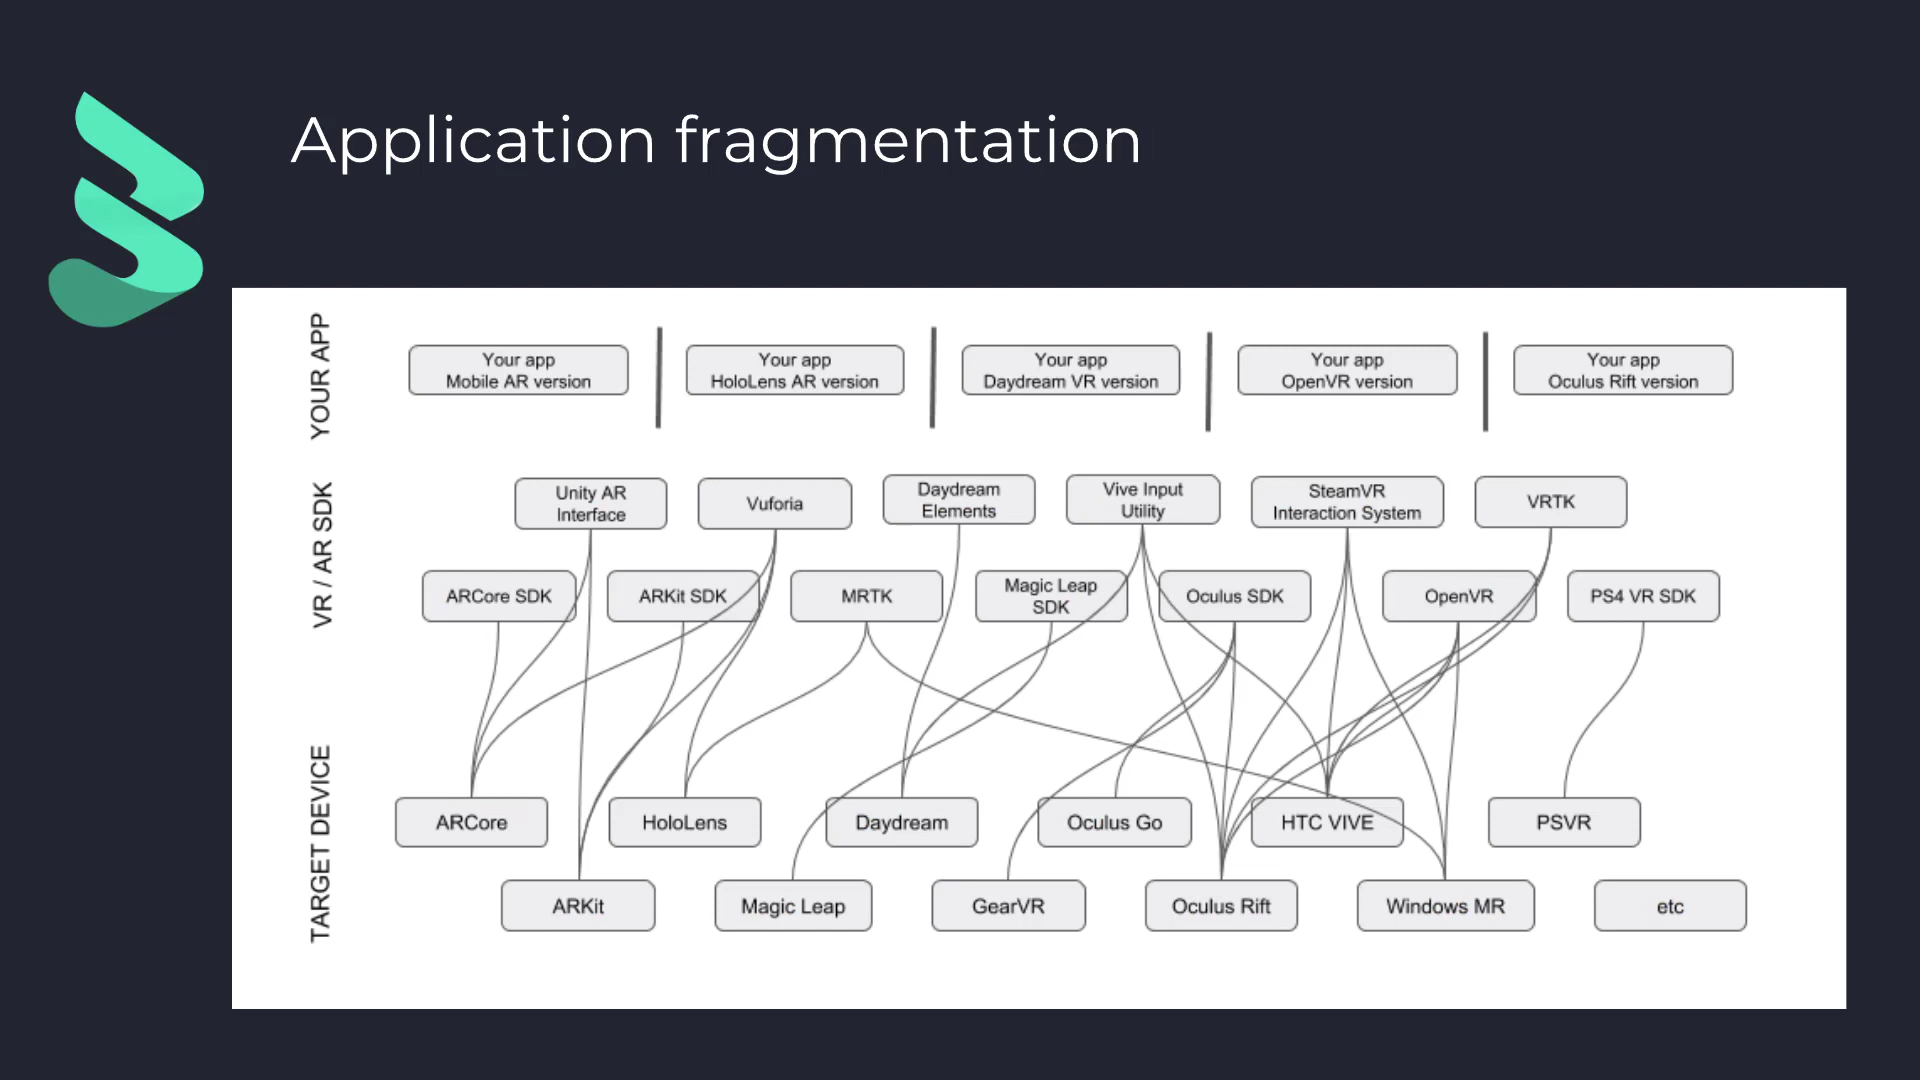 Application fragmentation
YOUR APP
Your app
Mobile AR version
Your app
HoloLens AR version
Your app
Daydream VR version
Your app
OpenVR version
Your app
Oculus Rift version
VR / AR SDK
Unity AR
Interface
Vuforia
Daydream
Elements
Vive Input
Utility
SteamVR
Interaction System
VRTK
ARCore SDK
ARKit SDK
MRTK
Magic Leap
SDK
Oculus SDK
OpenVR
PS4 VR SDK
TARGET DEVICE
ARCore
HoloLens
Daydream
Oculus Go
HTC VIVE
PSVR
ARKit
Magic Leap
GearVR
Oculus Rift
Windows MR
etc